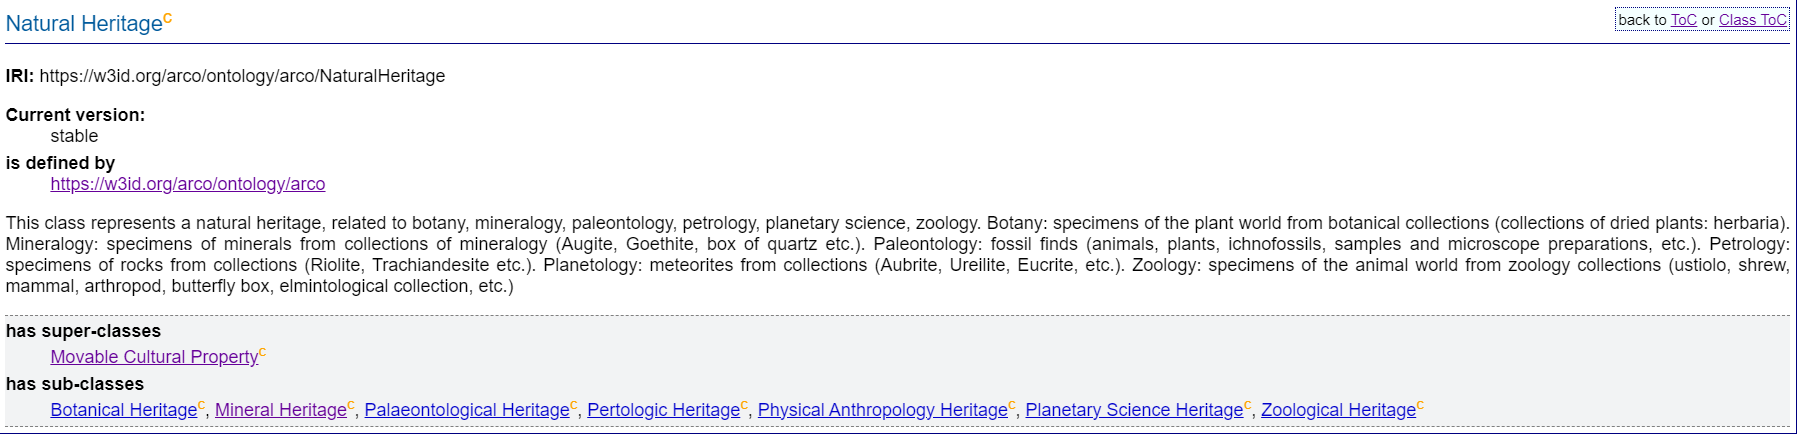 Natural Heritage c
back to ToC or Class ToC
IRI: https://w3id.org/arco/ontology/arco/NaturalHeritage
Current version:
stable
is defined by
https://w3id.org/arco/ontology/arco
This class represents a natural heritage, related to botany, mineralogy, paleontology, petrology, planetary science, zoology. Botany: specimens of the plant world from botanical collections (collections of dried plants: herbaria).
Mineralogy: specimens of minerals from collections of mineralogy (Augite, Goethite, box of quartz etc.). Paleontology: fossil finds (animals, plants, ichnofossils, samples and microscope preparations, etc.). Petrology:
specimens of rocks from collections (Riolite, Trachiandesite etc.). Planetology: meteorites from collections (Aubrite, Ureilite, Eucrite, etc.). Zoology: specimens of the animal world from zoology collections (ustiolo, shrew,
mammal, arthropod, butterfly box, elmintological collection, etc.)
has super-classes
Movable Cultural Property c
has sub-classes
Botanical Heritage c, Mineral Heritage c, Palaeontological Heritage c, Pertologic Heritage c, Physical Anthropology Heritage c, Planetary Science Heritage c, Zoological Heritage c